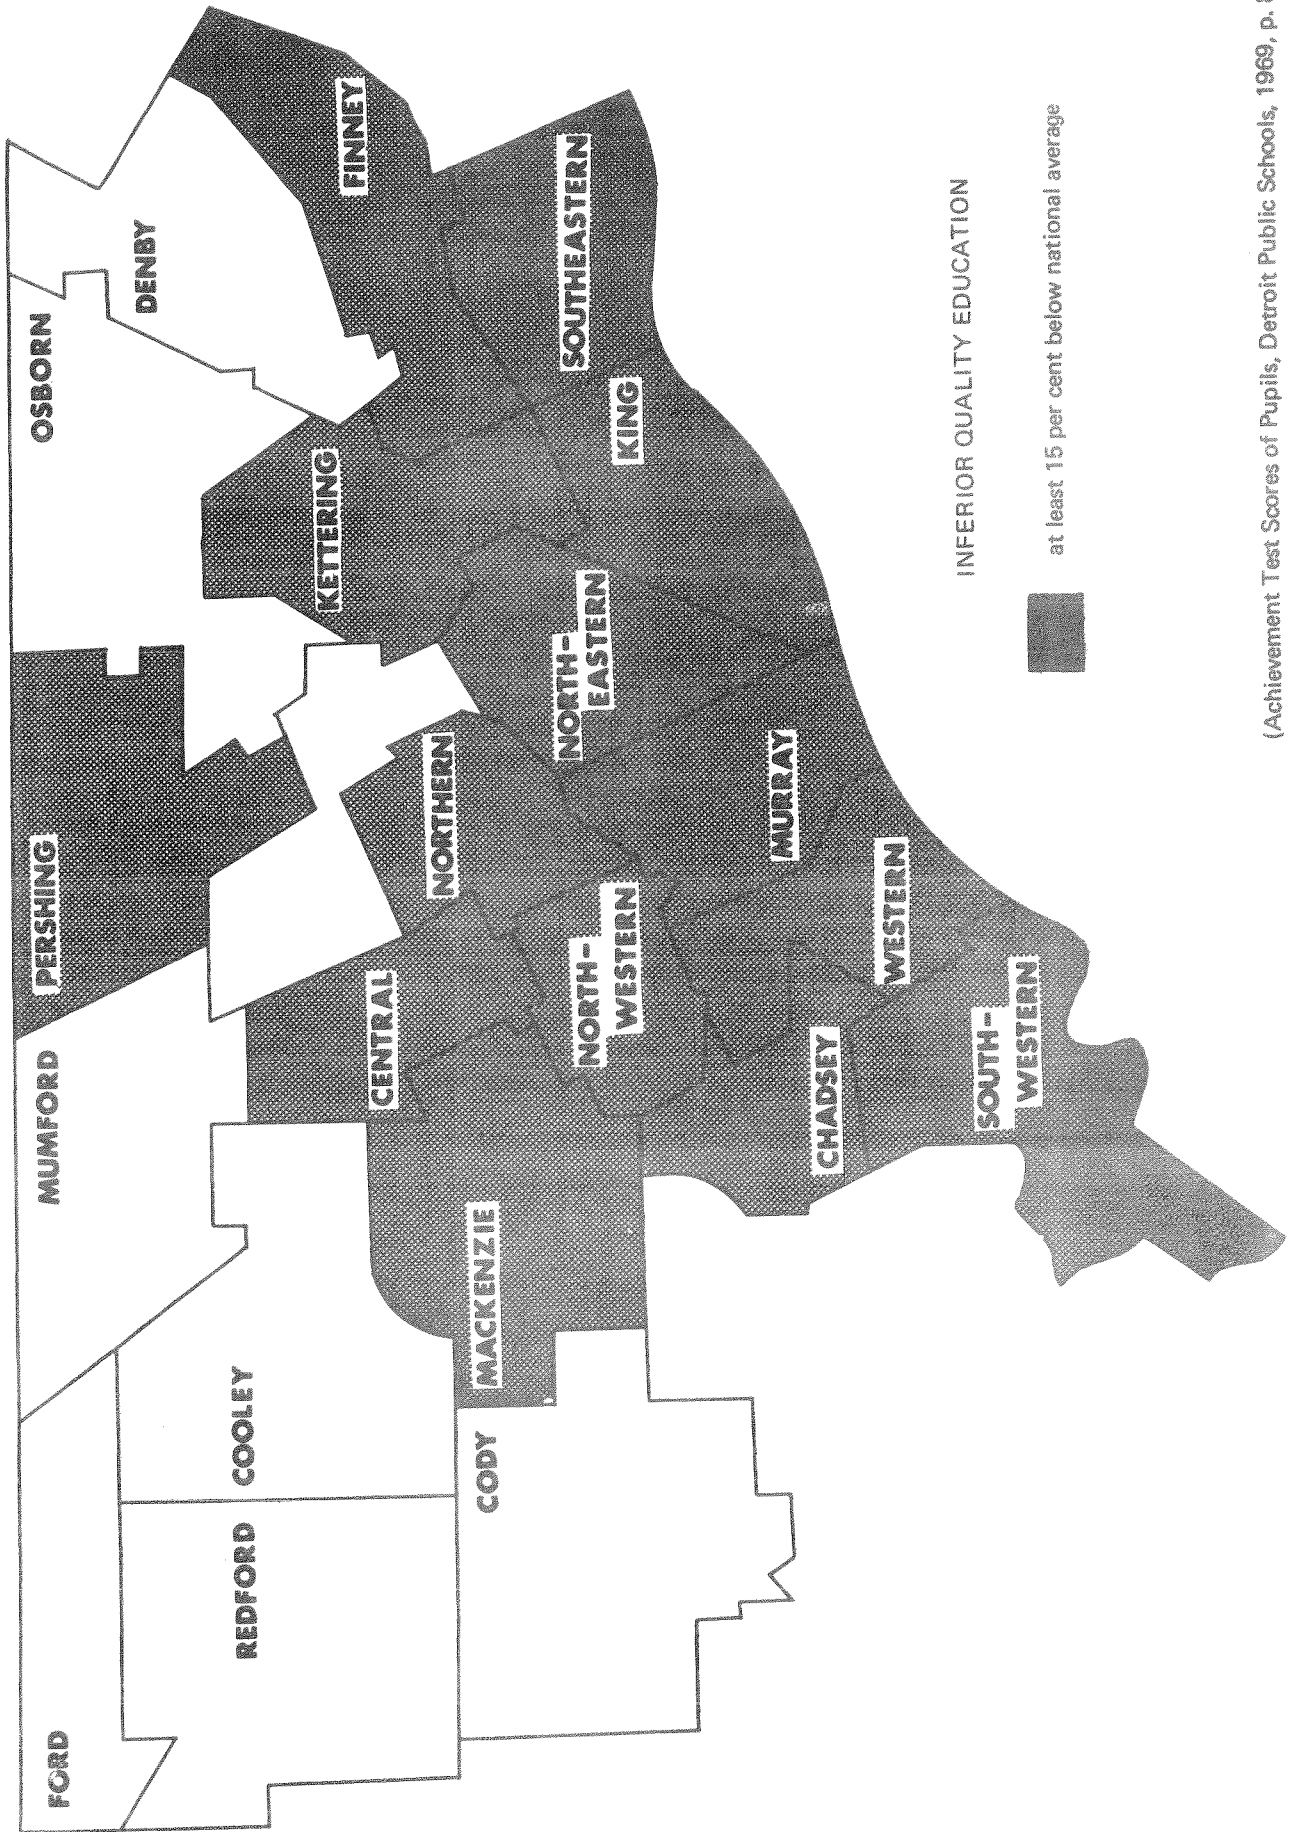 OSBORN
DENBY
FINNEY
PERSHING
KETTERING
SOUTHEASTERN
MUMFORD
NORTHERN
KING
FORD
CENTRAL
NORTH-
EASTERN
REDFORD
COOLEY
NORTH-
WESTERN
MURRAY
MACKENZIE
WESTERN
CODY
CHADSEY
SOUTH-
WESTERN
INFERIOR QUALITY EDUCATION
at least 15 per cent below national average
(Achievement Test Scores of Pupils, Detroit Public Schools, 1969, p.